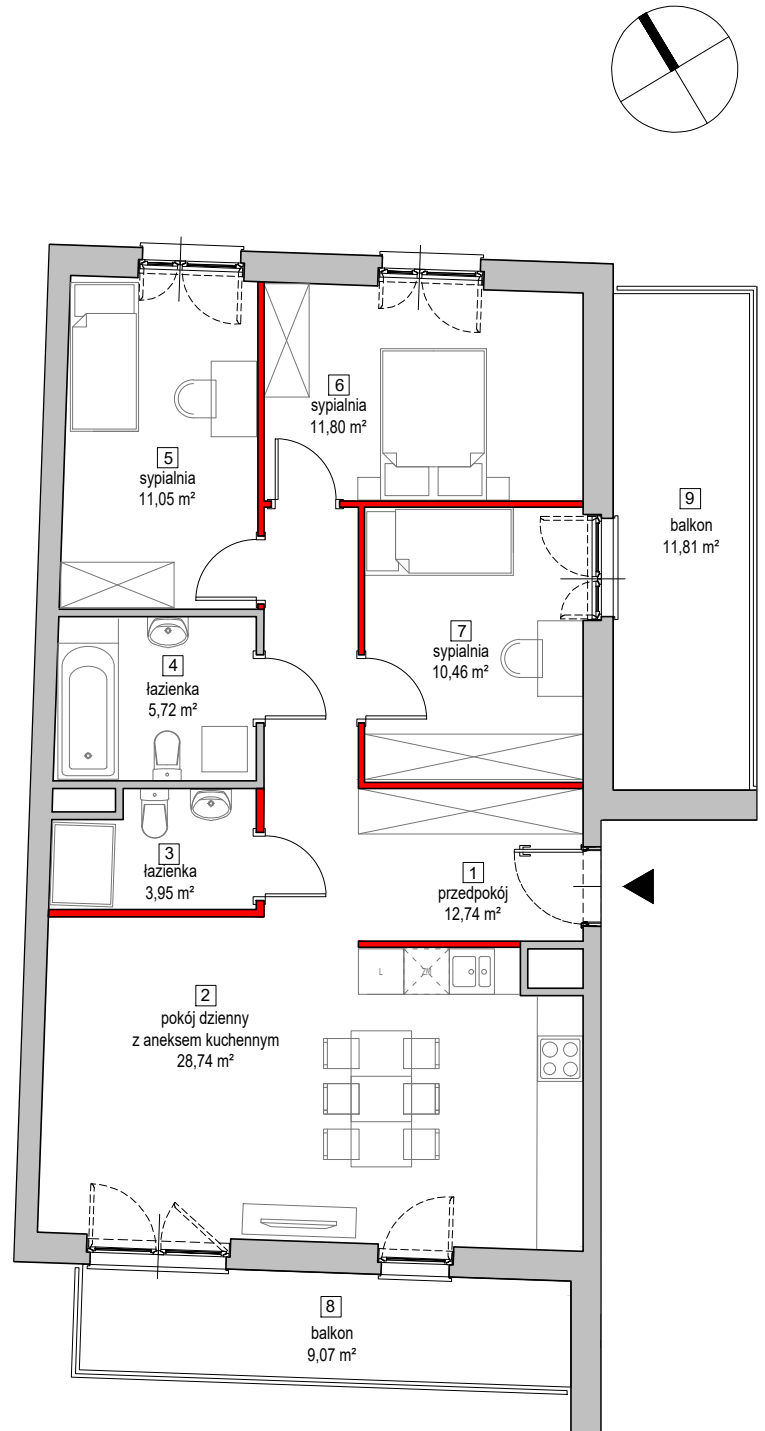 6
sypialnia
11,80 m²
5
sypialnia
11,05 m²
9
balkon
11,81 m²
7
sypialnia
10,46 m²
4
łazienka
5,72 m²
3
łazienka
3,95 m²
1
przedpokój
12,74 m²
L
ZM
2
pokój dzienny
z aneksem kuchennym
28,74 m²
8
balkon
9,07 m²